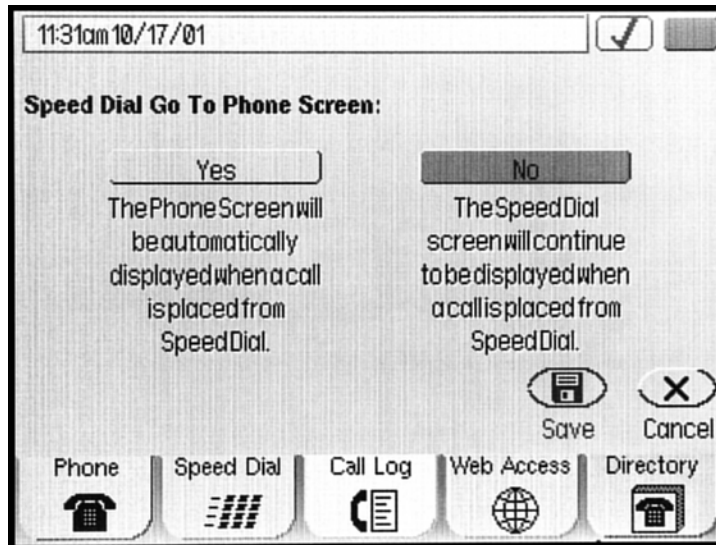 11:31am 10/17/01
Speed Dial Go To Phone Screen:
Yes
No
The Phone Screen will
be automatically
displayed when a call
is placed from
Speed Dial.
The Speed Dial
screen will continue
to be displayed when
a call is placed from
Speed Dial.
Save
Cancel
Phone
Speed Dial
Call Log
Web Access
Directory